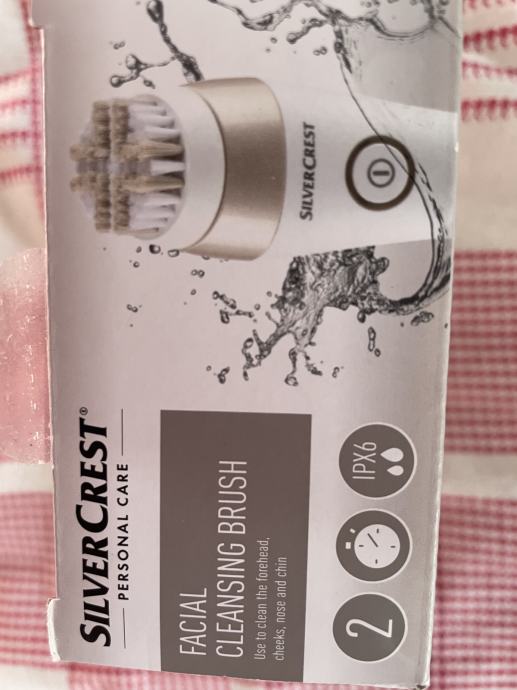 SILVERCREST®
PERSONAL CARE
FACIAL
CLEANSING BRUSH
Use to clean the forehead,
cheeks, nose and chin
2
IPX6
SILVERCREST